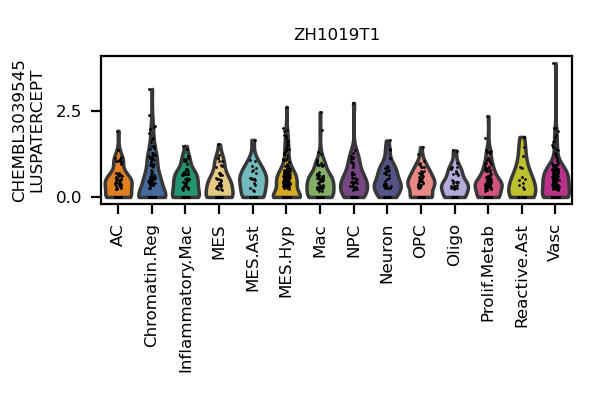 ZH1019T1
CHEMBL3039545
LUSPATERCEPT
2.5
0.0
AC
Chromatin.Reg
Inflammatory.Mac
MES
MES.Ast
MES.Hyp
Mac
NPC
Neuron
OPC
Oligo
Prolif.Metab
Reactive.Ast
Vasc